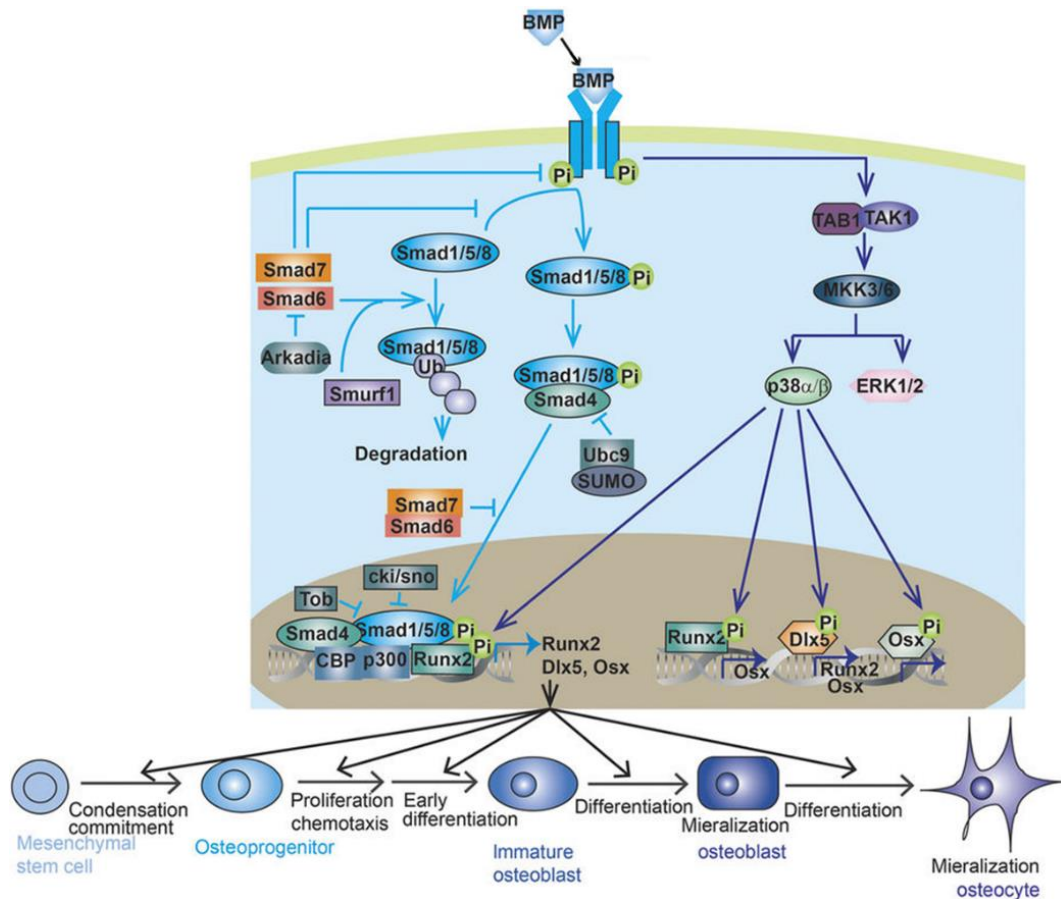 BMP
BMP
Pi
Pi
TAB1
TAK1
Smad1/5/8
Smad7
Smad6
Smad1/5/8
Pi
MKK3/6
Arkadia
Smad1/5/8
Ub
Smurf1
Smad1/5/8
Pi
Smad4
p38α/β
ERK1/2
Degradation
Ubc9
SUMO
Smad7
Smad6
cki/sno
Tob
Smad4
Smad1/5/8
Pi
Pi
CBP
p300
Runx2
Runx2
Dlx5, Osx
Runx2
Pi
Osx
Dlx5
Pi
Runx2
Osx
Osx
Pi
Condensation
commitment
Mesenchymal
stem cell
Osteoprogenitor
Proliferation
chemotaxis
Early
differentiation
Immature
osteoblast
Differentiation
Mieralization
osteoblast
Differentiation
Mieralization
osteocyte